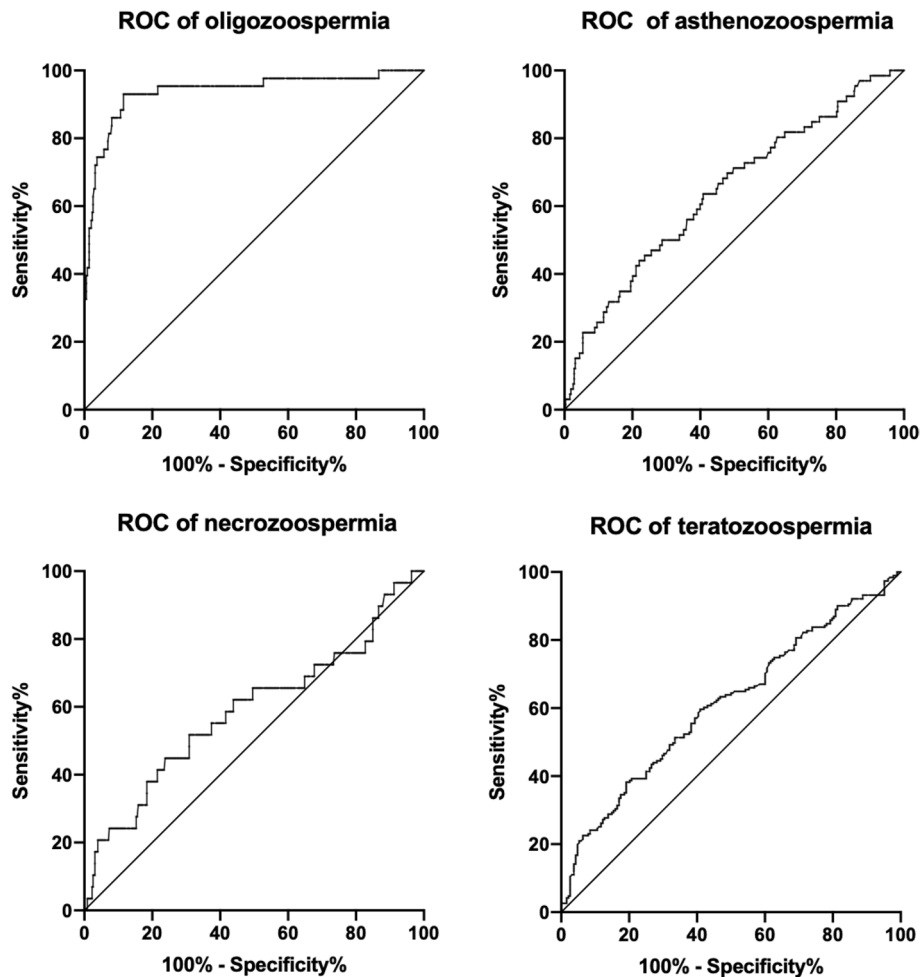 ROC of oligozoospermia
100
80
60
40
20
0
Sensitivity%
0 20 40 60 80 100
100% - Specificity%
ROC of asthenozoospermia
100
80
60
40
20
0
Sensitivity%
0 20 40 60 80 100
100% - Specificity%
ROC of necrozoospermia
100
80
60
40
20
0
Sensitivity%
0 20 40 60 80 100
100% - Specificity%
ROC of teratozoospermia
100
80
60
40
20
0
Sensitivity%
0 20 40 60 80 100
100% - Specificity%